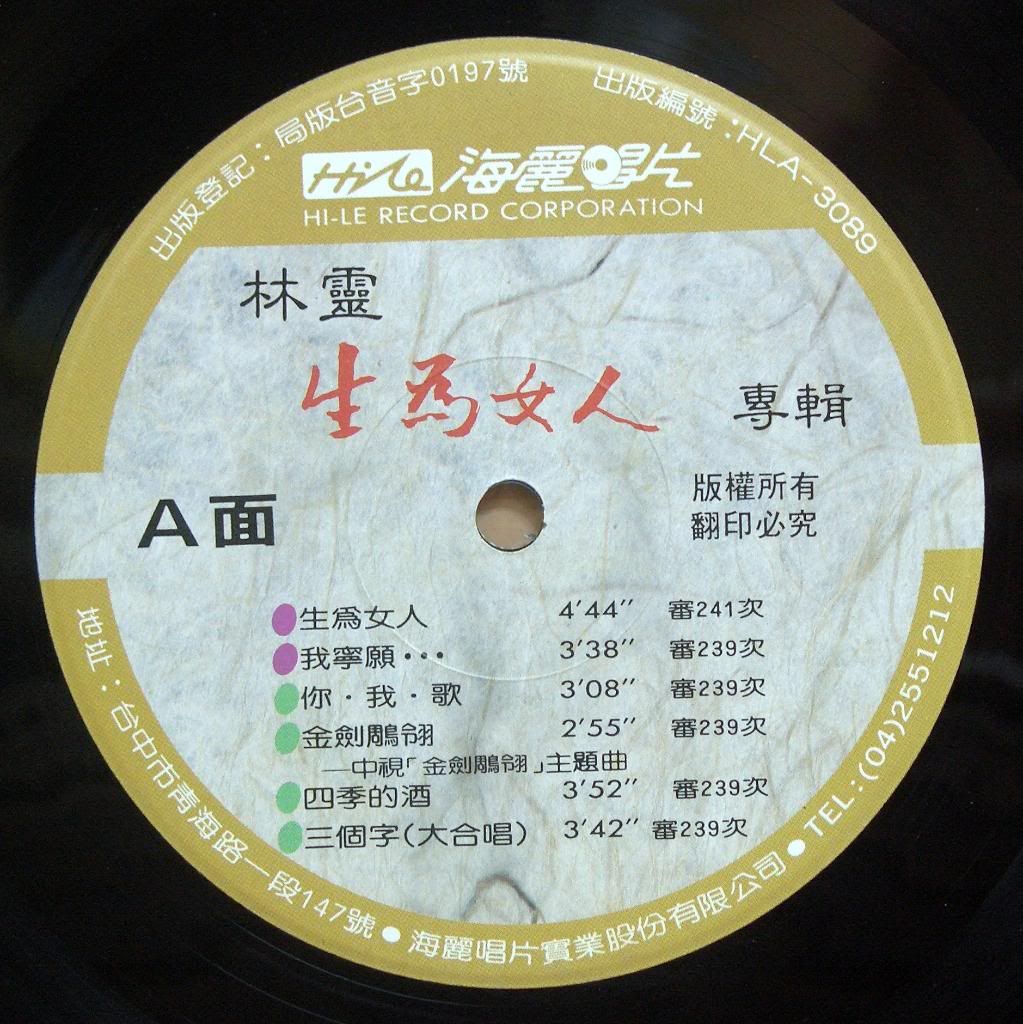 出版登記：局版台音字0197號
出版編號：HLA-3089
Hi-Le 海麗唱片
HI-LE RECORD CORPORATION
林靈
生為女人
專輯
A面
版權所有
翻印必究
生為女人 4'44'' 審241次
我寧願・・・ 3'38'' 審239次
你・我・歌 3'08'' 審239次
金劍鵰翎 2'55'' 審239次
—中視「金劍鵰翎」主題曲
四季的酒 3'52'' 審239次
三個字(大合唱) 3'42'' 審239次
地址：台中市青海路一段147號●海麗唱片實業股份有限公司●TEL:(04)2551212